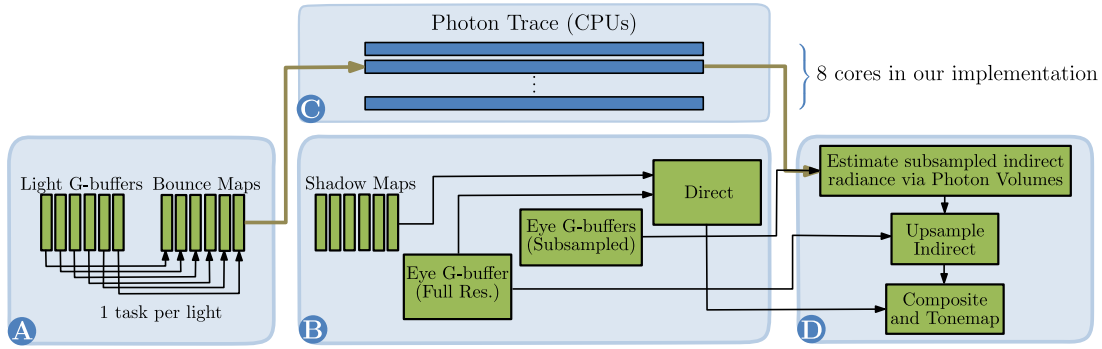 Photon Trace (CPUs)
8 cores in our implementation
C
Light G-buffers
Bounce Maps
1 task per light
A
Shadow Maps
Direct
Eye G-buffers
(Subsampled)
Eye G-buffer
(Full Res.)
B
Estimate subsampled indirect
radiance via Photon Volumes
Upsample
Indirect
Composite
and Tonemap
D